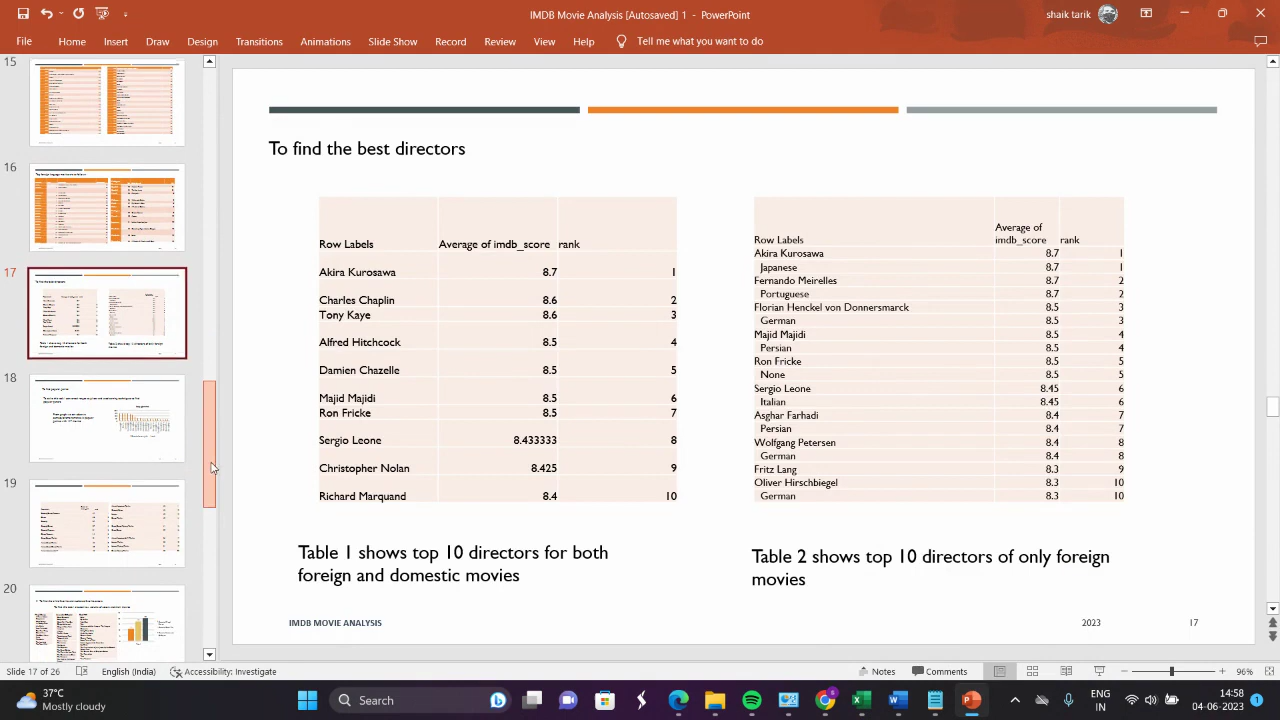 IMDB Movie Analysis [Autosaved] 1 - PowerPoint
shaik tarik
File Home Insert Draw Design Transitions Animations Slide Show Record Review View Help Tell me what you want to do
15
16
17
18
19
20
To find the best directors
Row Labels Average of imdb_score rank
Akira Kurosawa 8.7 1
Charles Chaplin 8.6 2
Tony Kaye 8.6 3
Alfred Hitchcock 8.5 4
Damien Chazelle 8.5 5
Majid Majidi 8.5 6
Ron Fricke 8.5 7
Sergio Leone 8.433333 8
Christopher Nolan 8.425 9
Richard Marquand 8.4 10
Table 1 shows top 10 directors for both
foreign and domestic movies
Average of
Row Labels imdb_score rank
Akira Kurosawa 8.7 1
Japanese 8.7 1
Fernando Meirelles 8.7 2
Portuguese 8.7 2
Florian Henckel von Donnersmarck 8.5 3
German 8.5 3
Majid Majidi 8.5 4
Persian 8.5 4
Ron Fricke 8.5 5
None 8.5 5
Sergio Leone 8.45 6
Italian 8.45 6
Asghar Farhadi 8.4 7
Persian 8.4 7
Wolfgang Petersen 8.4 8
German 8.4 8
Fritz Lang 8.3 9
Oliver Hirschbiegel 8.3 10
German 8.3 10
Table 2 shows top 10 directors of only foreign
movies
IMDB MOVIE ANALYSIS 2023 17
Slide 17 of 26 English (India) Accessibility: Investigate Notes Comments 96%
37°C
Mostly cloudy
Search
ENG
IN
14:58
04-06-2023
1